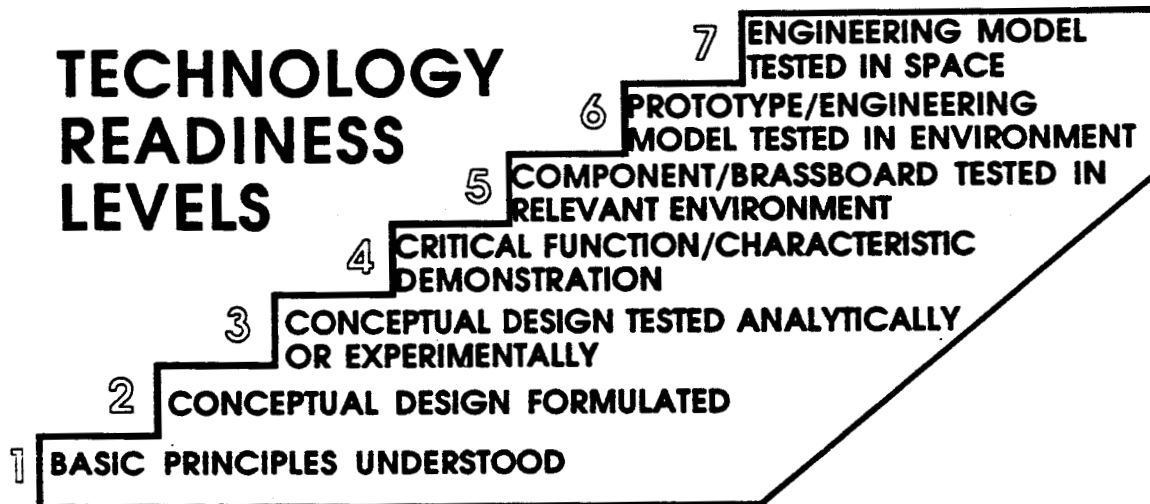 TECHNOLOGY
READINESS
LEVELS
7 ENGINEERING MODEL
TESTED IN SPACE
6 PROTOTYPE/ENGINEERING
MODEL TESTED IN ENVIRONMENT
5 COMPONENT/BRASSBOARD TESTED IN
RELEVANT ENVIRONMENT
4 CRITICAL FUNCTION/CHARACTERISTIC
DEMONSTRATION
3 CONCEPTUAL DESIGN TESTED ANALYTICALLY
OR EXPERIMENTALLY
2 CONCEPTUAL DESIGN FORMULATED
1 BASIC PRINCIPLES UNDERSTOOD